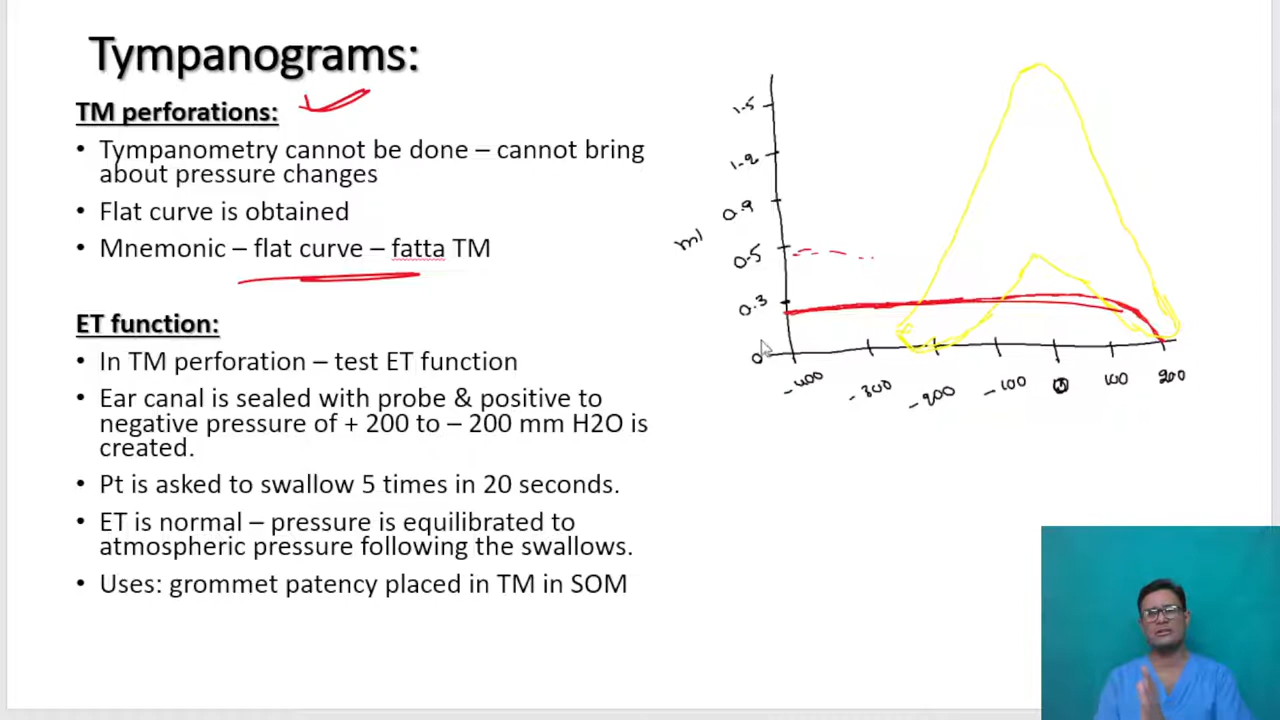 Tympanograms:
TM perforations:
• Tympanometry cannot be done – cannot bring
about pressure changes
• Flat curve is obtained
• Mnemonic – flat curve – fatta TM
ET function:
• In TM perforation – test ET function
• Ear canal is sealed with probe & positive to
negative pressure of + 200 to – 200 mm H2O is
created.
• Pt is asked to swallow 5 times in 20 seconds.
• ET is normal – pressure is equilibrated to
atmospheric pressure following the swallows.
• Uses: grommet patency placed in TM in SOM
1.5
1.2
0.9
ml
0.5
0.3
0
-400 -300 -200 -100 0 100 200